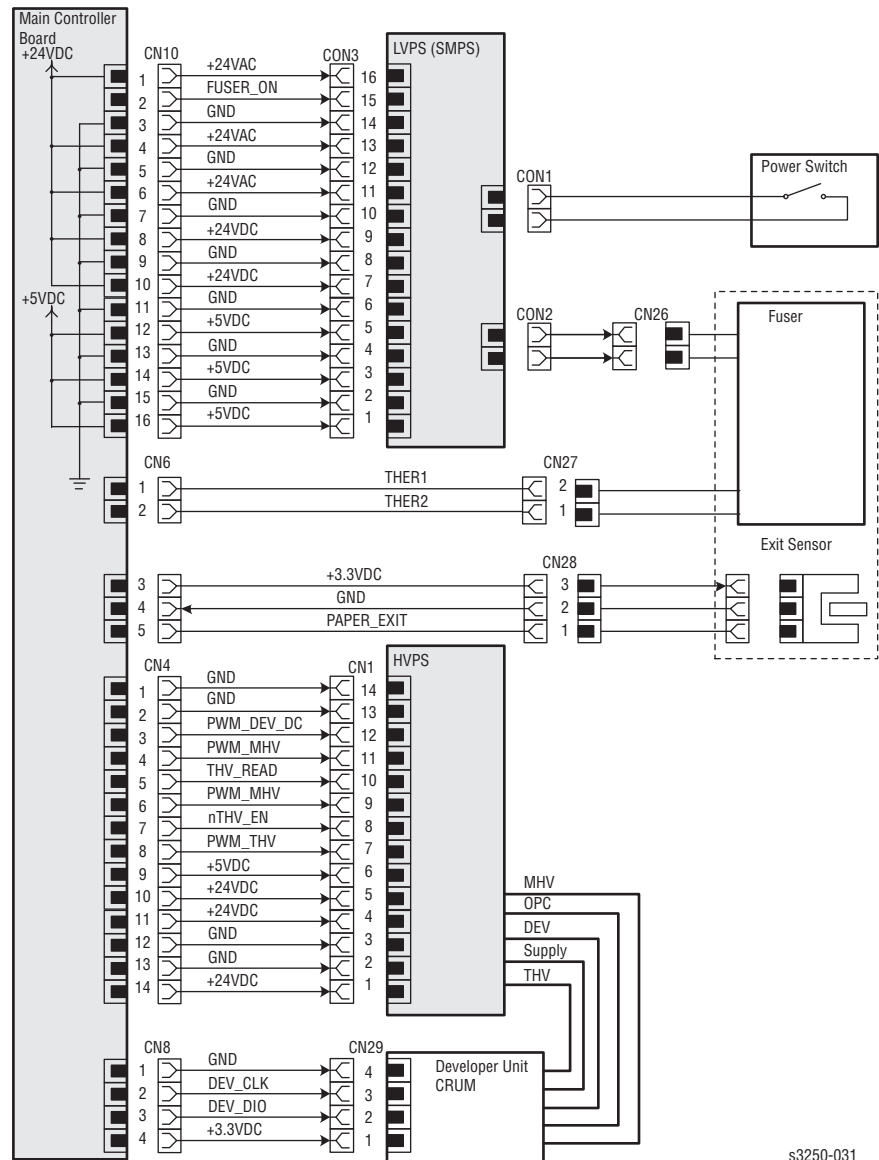 Main Controller
Board
+24VDC
CN10
CON3
LVPS (SMPS)
1 +24VAC 16
2 FUSER_ON 15
3 GND 14
4 +24VAC 13
5 GND 12
6 +24VAC 11
7 GND 10
8 +24VDC 9
9 GND 8
10 +24VDC 7
+5VDC
11 GND 6
12 +5VDC 5
13 GND 4
14 +5VDC 3
15 GND 2
16 +5VDC 1
CON1
Power Switch
CON2
CN26
Fuser
CN6
CN27
1 THER1 2
2 THER2 1
Exit Sensor
CN28
3 +3.3VDC 3
4 GND 2
5 PAPER_EXIT 1
CN4
CN1
HVPS
1 GND 14
2 GND 13
3 PWM_DEV_DC 12
4 PWM_MHV 11
5 THV_READ 10
6 PWM_MHV 9
7 nTHV_EN 8
8 PWM_THV 7
9 +5VDC 6
10 +24VDC 5
11 +24VDC 4
12 GND 3
13 GND 2
14 +24VDC 1
MHV
OPC
DEV
Supply
THV
CN8
CN29
Developer Unit
CRUM
1 GND 4
2 DEV_CLK 3
3 DEV_DIO 2
4 +3.3VDC 1
s3250-031